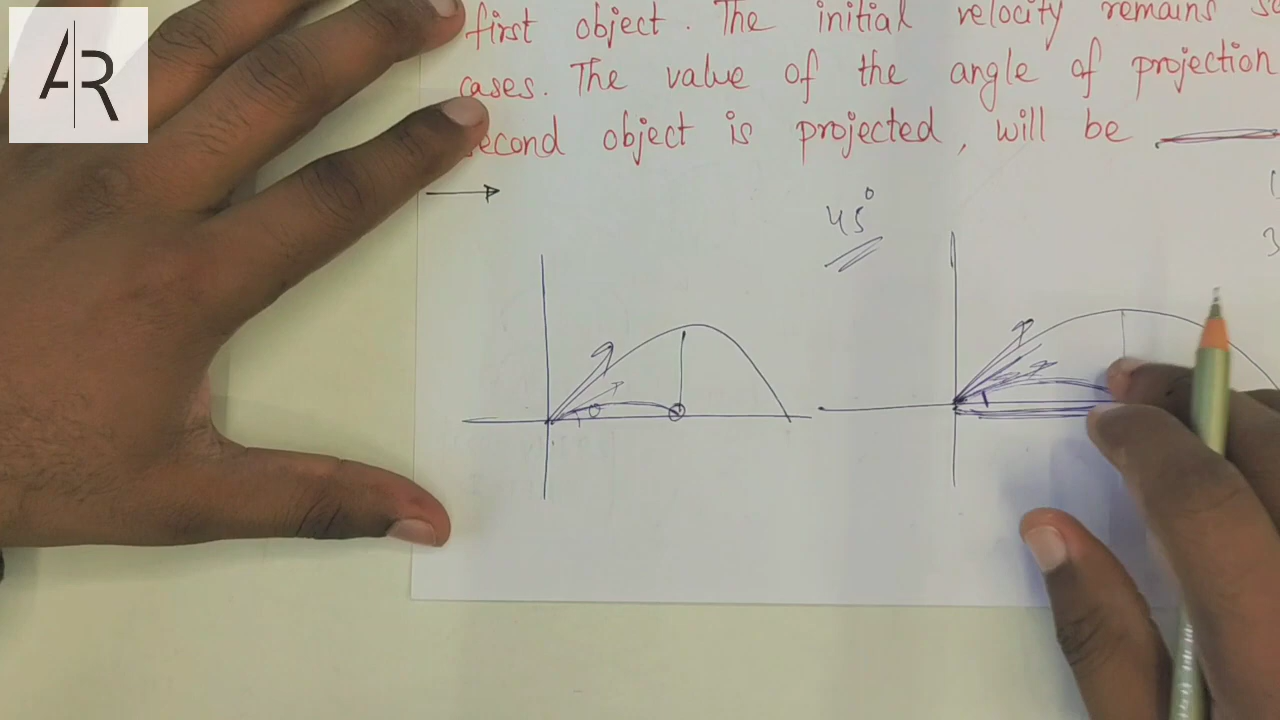 AR
first object. The initial velocity remains
cases. The value of the angle of projection
second object is projected, will be
45°